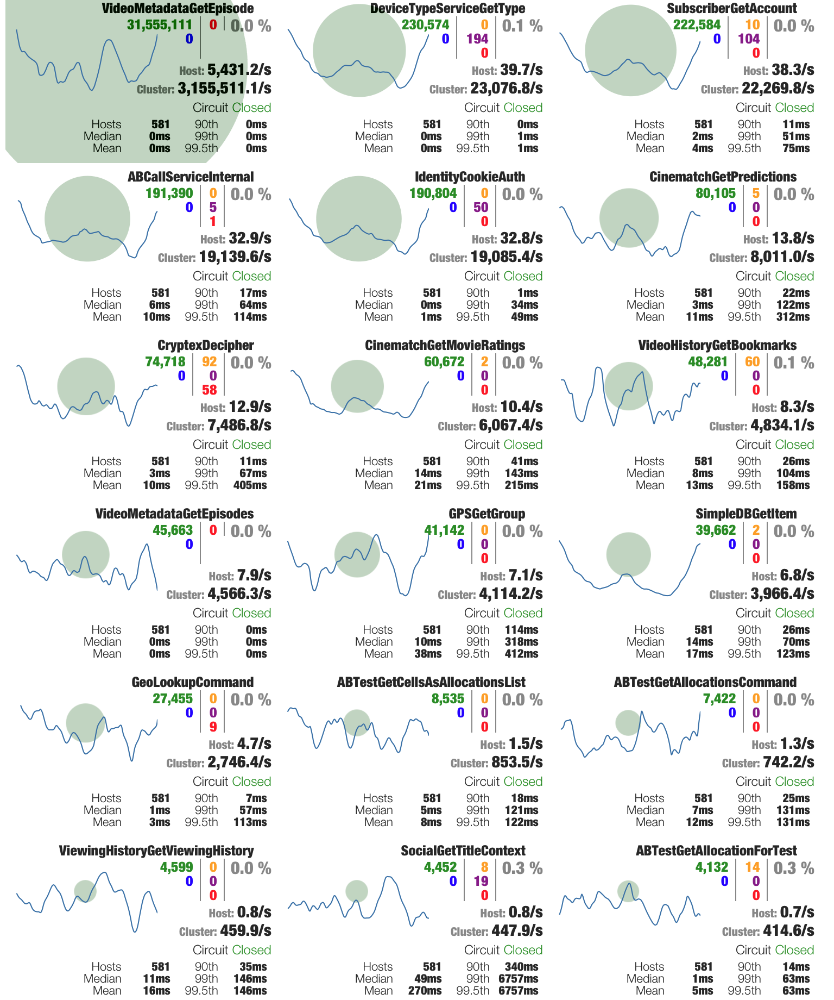 VideoMetadataGetEpisode
31,555,111 0 0.0 %
0
Host: 5,431.2/s
Cluster: 3,155,511.1/s
Circuit Closed
Hosts 581 90th 0ms
Median 0ms 99th 0ms
Mean 0ms 99.5th 0ms
DeviceTypeServiceGetType
230,574 0 0.1 %
0 194
0
Host: 39.7/s
Cluster: 23,076.8/s
Circuit Closed
Hosts 581 90th 0ms
Median 0ms 99th 1ms
Mean 0ms 99.5th 1ms
SubscriberGetAccount
222,584 10 0.0 %
0 104
0
Host: 38.3/s
Cluster: 22,269.8/s
Circuit Closed
Hosts 581 90th 11ms
Median 2ms 99th 51ms
Mean 4ms 99.5th 75ms
ABCallServiceInternal
191,390 0 0.0 %
0 5
1
Host: 32.9/s
Cluster: 19,139.6/s
Circuit Closed
Hosts 581 90th 17ms
Median 6ms 99th 64ms
Mean 10ms 99.5th 114ms
IdentityCookieAuth
190,804 0 0.0 %
0 50
0
Host: 32.8/s
Cluster: 19,085.4/s
Circuit Closed
Hosts 581 90th 1ms
Median 0ms 99th 34ms
Mean 1ms 99.5th 49ms
CinematchGetPredictions
80,105 5 0.0 %
0 0
0
Host: 13.8/s
Cluster: 8,011.0/s
Circuit Closed
Hosts 581 90th 22ms
Median 3ms 99th 122ms
Mean 11ms 99.5th 312ms
CryptexDecipher
74,718 92 0.0 %
0 0
58
Host: 12.9/s
Cluster: 7,486.8/s
Circuit Closed
Hosts 581 90th 11ms
Median 3ms 99th 67ms
Mean 10ms 99.5th 405ms
CinematchGetMovieRatings
60,672 2 0.0 %
0 0
0
Host: 10.4/s
Cluster: 6,067.4/s
Circuit Closed
Hosts 581 90th 41ms
Median 14ms 99th 143ms
Mean 21ms 99.5th 215ms
VideoHistoryGetBookmarks
48,281 60 0.1 %
0 0
0
Host: 8.3/s
Cluster: 4,834.1/s
Circuit Closed
Hosts 581 90th 26ms
Median 8ms 99th 104ms
Mean 13ms 99.5th 158ms
VideoMetadataGetEpisodes
45,663 0 0.0 %
0
Host: 7.9/s
Cluster: 4,566.3/s
Circuit Closed
Hosts 581 90th 0ms
Median 0ms 99th 0ms
Mean 0ms 99.5th 0ms
GPSGetGroup
41,142 0 0.0 %
0 0
0
Host: 7.1/s
Cluster: 4,114.2/s
Circuit Closed
Hosts 581 90th 114ms
Median 10ms 99th 318ms
Mean 38ms 99.5th 412ms
SimpleDBGetItem
39,662 2 0.0 %
0 0
0
Host: 6.8/s
Cluster: 3,966.4/s
Circuit Closed
Hosts 581 90th 26ms
Median 14ms 99th 70ms
Mean 17ms 99.5th 123ms
GeoLookupCommand
27,455 0 0.0 %
0 0
9
Host: 4.7/s
Cluster: 2,746.4/s
Circuit Closed
Hosts 581 90th 7ms
Median 1ms 99th 57ms
Mean 3ms 99.5th 113ms
ABTestGetCellsAsAllocationsList
8,535 0 0.0 %
0 0
0
Host: 1.5/s
Cluster: 853.5/s
Circuit Closed
Hosts 581 90th 18ms
Median 5ms 99th 121ms
Mean 8ms 99.5th 122ms
ABTestGetAllocationsCommand
7,422 0 0.0 %
0 0
0
Host: 1.3/s
Cluster: 742.2/s
Circuit Closed
Hosts 581 90th 25ms
Median 7ms 99th 131ms
Mean 12ms 99.5th 131ms
ViewingHistoryGetViewingHistory
4,599 0 0.0 %
0 0
0
Host: 0.8/s
Cluster: 459.9/s
Circuit Closed
Hosts 581 90th 35ms
Median 11ms 99th 146ms
Mean 16ms 99.5th 146ms
SocialGetTitleContext
4,452 8 0.3 %
0 19
0
Host: 0.8/s
Cluster: 447.9/s
Circuit Closed
Hosts 581 90th 340ms
Median 49ms 99th 6757ms
Mean 270ms 99.5th 6757ms
ABTestGetAllocationForTest
4,132 14 0.3 %
0 0
0
Host: 0.7/s
Cluster: 414.6/s
Circuit Closed
Hosts 581 90th 14ms
Median 1ms 99th 63ms
Mean 5ms 99.5th 63ms